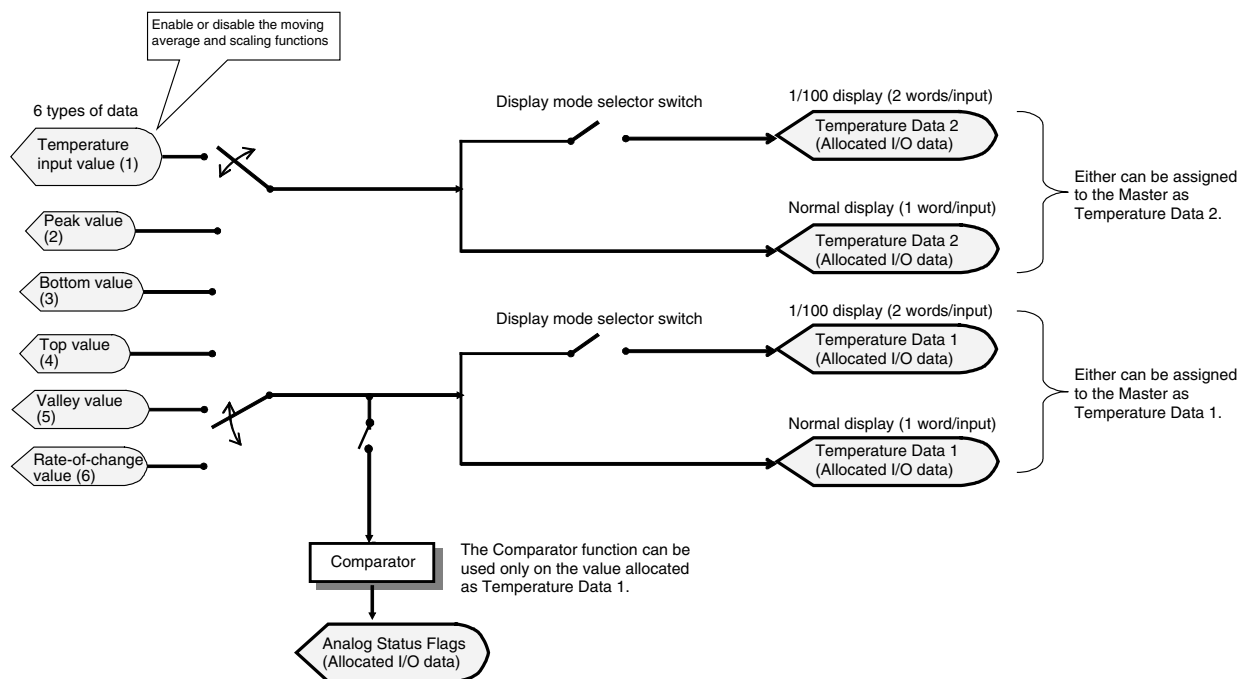 Enable or disable the moving
average and scaling functions
6 types of data
Temperature
input value (1)
Peak value
(2)
Bottom value
(3)
Top value
(4)
Valley value
(5)
Rate-of-change
value (6)
Display mode selector switch
1/100 display (2 words/input)
Temperature Data 2
(Allocated I/O data)
Normal display (1 word/input)
Temperature Data 2
(Allocated I/O data)
Either can be assigned
to the Master as
Temperature Data 2.
Display mode selector switch
1/100 display (2 words/input)
Temperature Data 1
(Allocated I/O data)
Normal display (1 word/input)
Temperature Data 1
(Allocated I/O data)
Either can be assigned
to the Master as
Temperature Data 1.
Comparator
The Comparator function can be
used only on the value allocated
as Temperature Data 1.
Analog Status Flags
(Allocated I/O data)